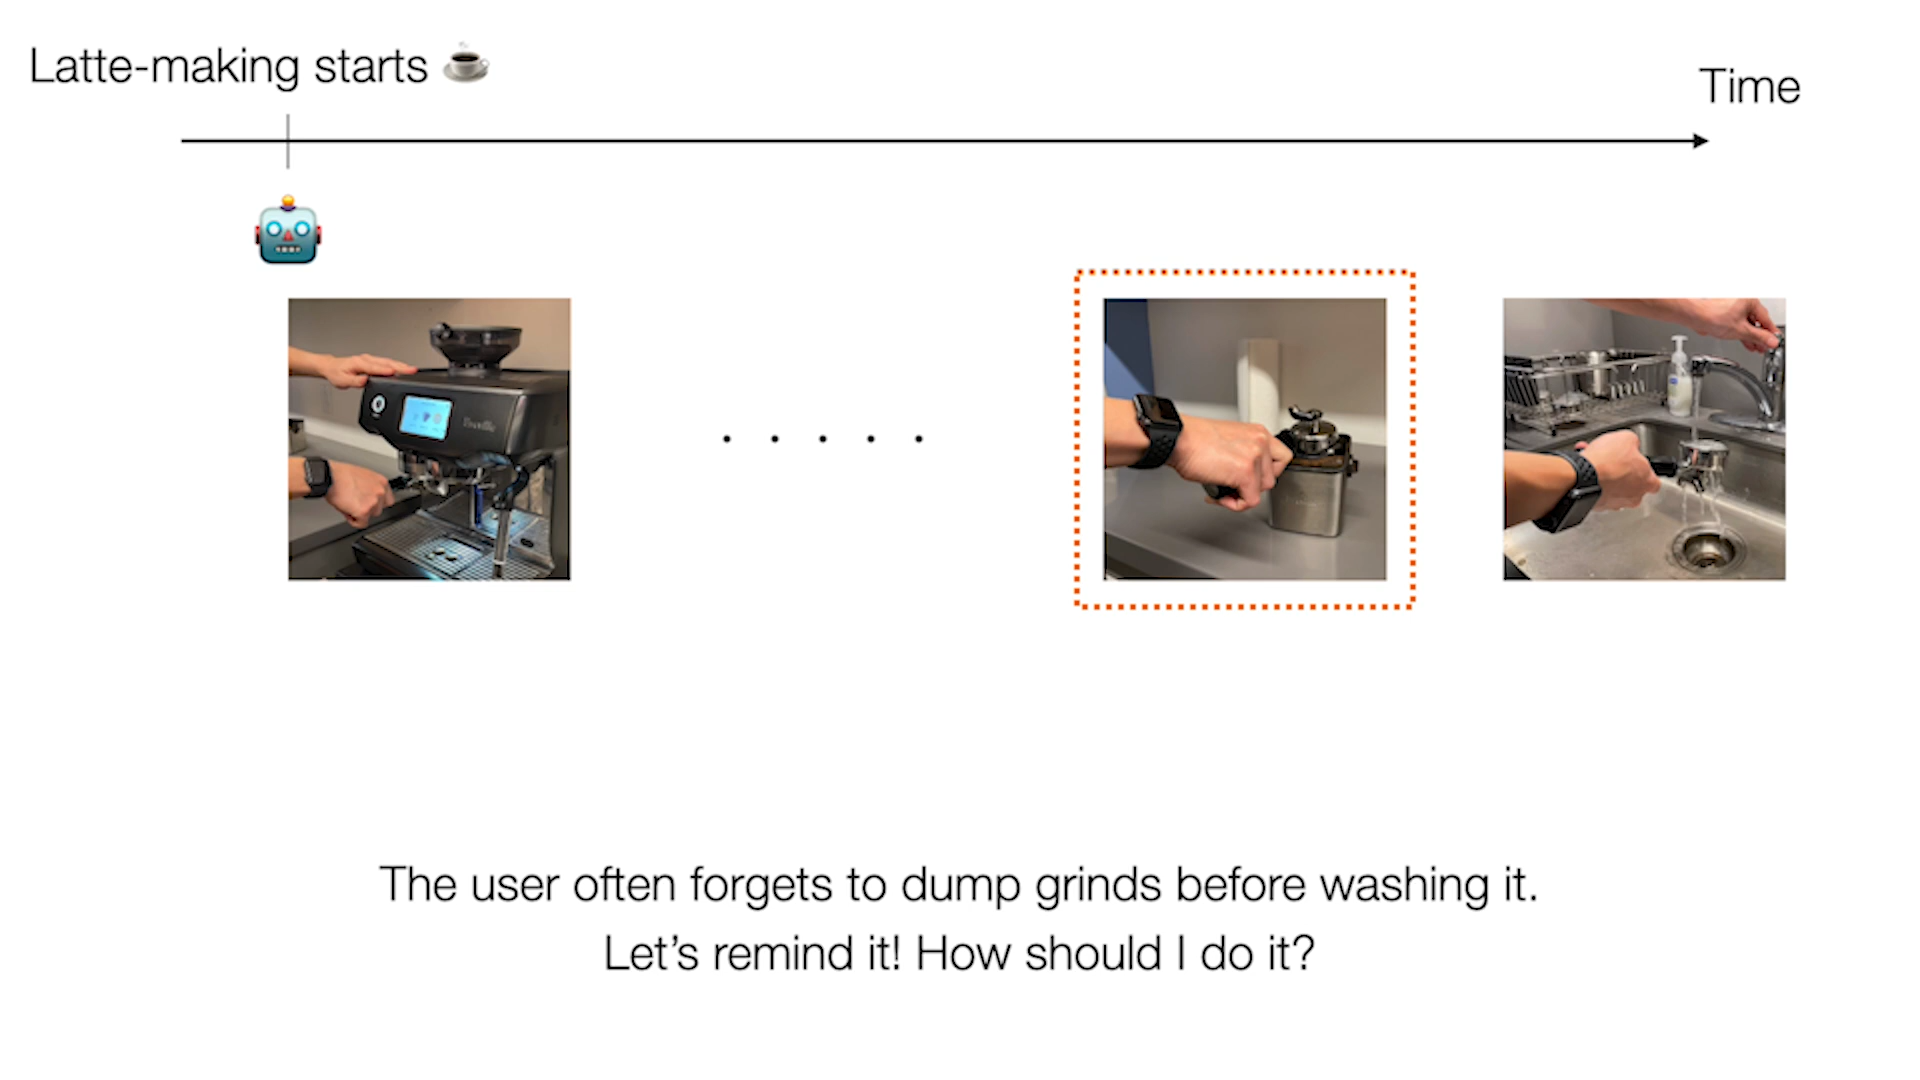 Latte-making starts
Time
The user often forgets to dump grinds before washing it.
Let's remind it! How should I do it?